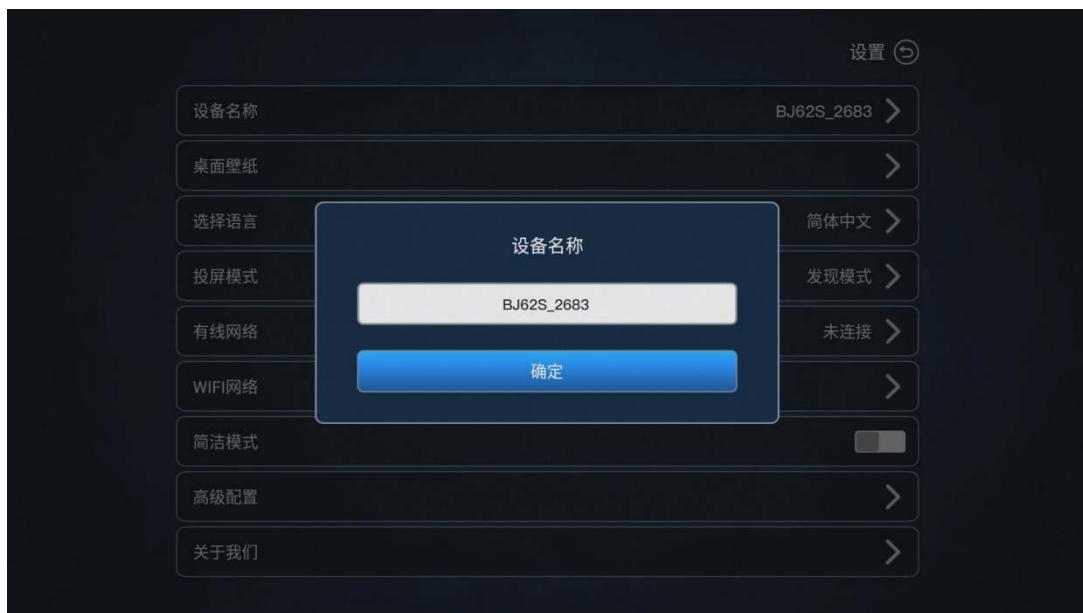 设置
设备名称 BJ62S_2683
桌面壁纸
选择语言 简体中文
设备名称
投屏模式 发现模式
BJ62S_2683
有线网络 未连接
确定
WIFI网络
简洁模式
高级配置
关于我们